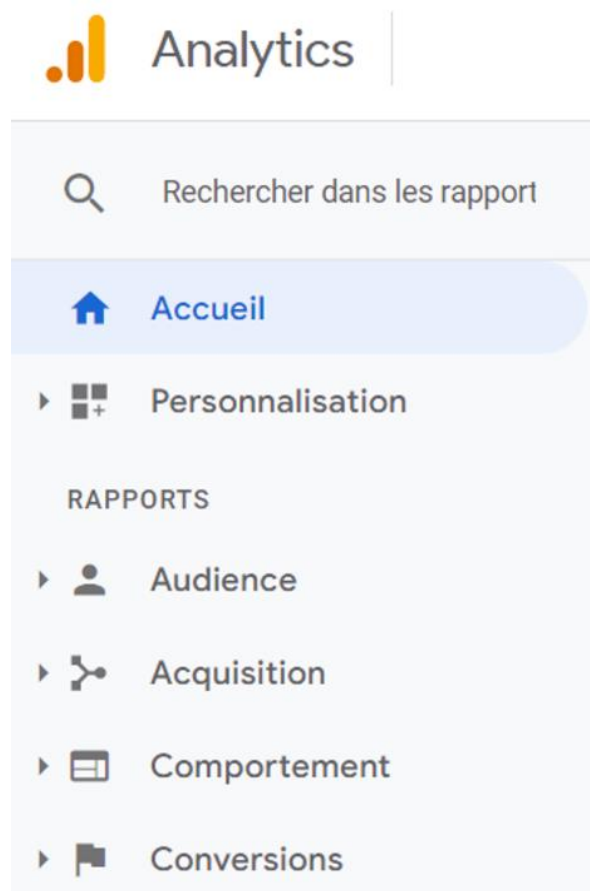 Analytics
Rechercher dans les rapport
Accueil
Personnalisation
RAPPORTS
Audience
Acquisition
Comportement
Conversions